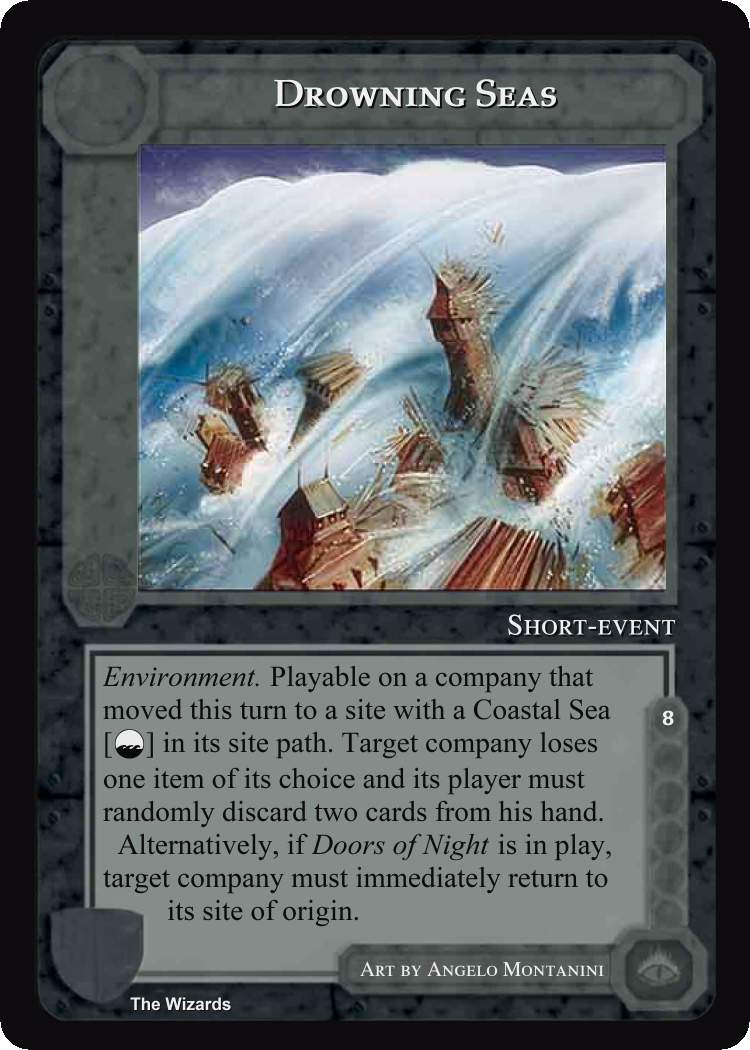 Drowning Seas
Short-event
Environment. Playable on a company that
moved this turn to a site with a Coastal Sea
[] in its site path. Target company loses
one item of its choice and its player must
randomly discard two cards from his hand.
Alternatively, if Doors of Night is in play,
target company must immediately return to
its site of origin.
8
Art by Angelo Montanini
The Wizards